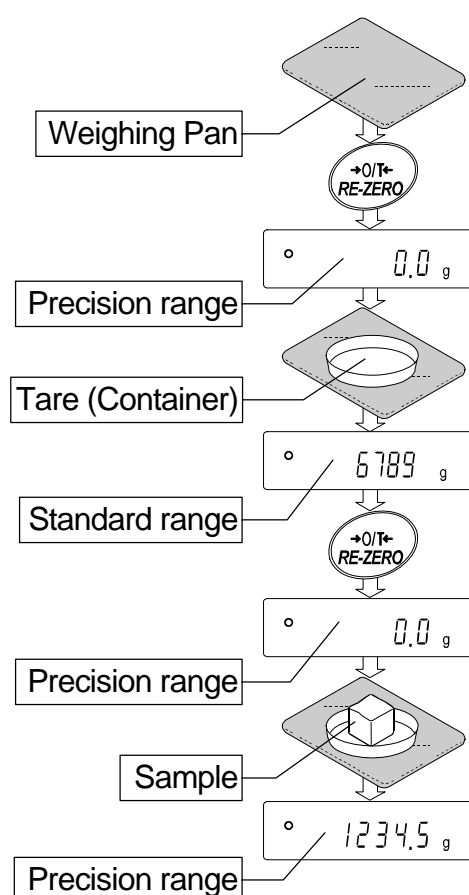 Weighing Pan
→0/T←
RE-ZERO
0.0 g
Precision range
Tare (Container)
6789 g
Standard range
→0/T←
RE-ZERO
0.0 g
Precision range
Sample
1234.5 g
Precision range